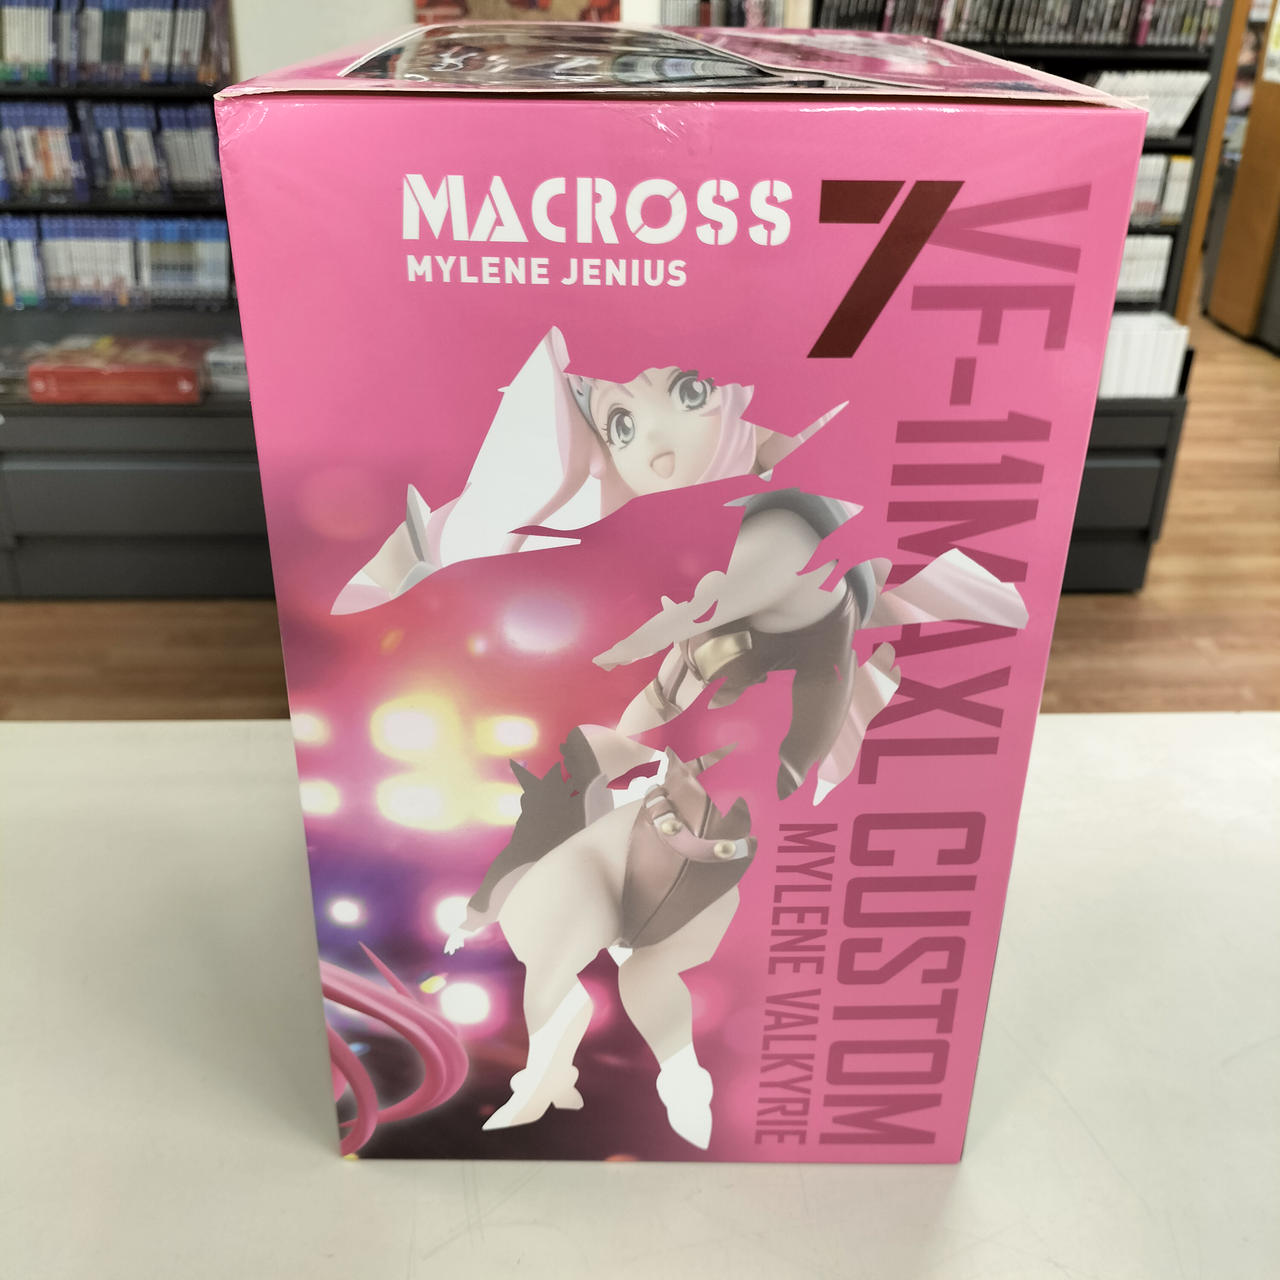 MACROSS 7
MYLENE JENIUS
VF-11MAXL CUSTOM
MYLENE VALKYRIE